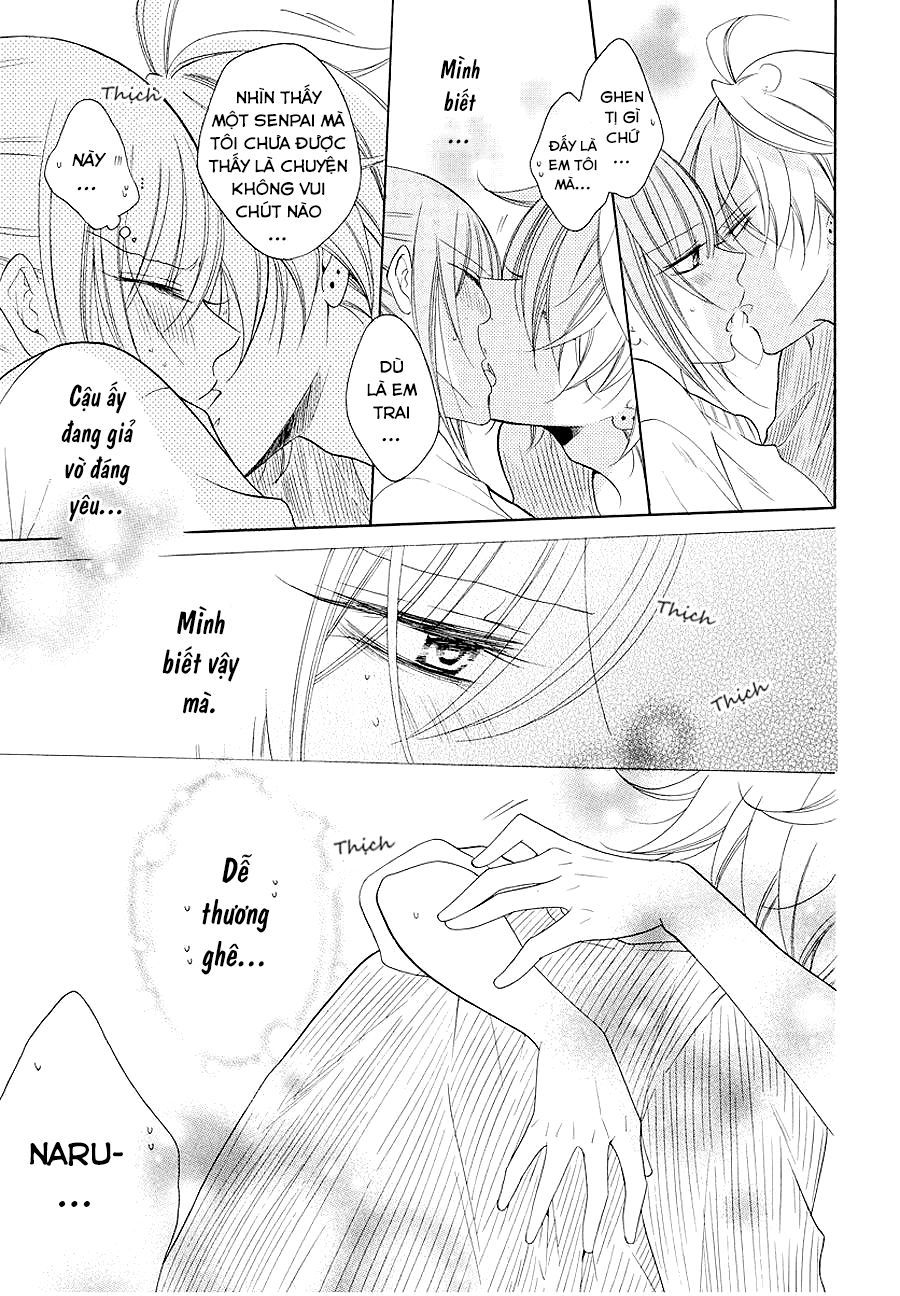 GHEN
TỊ GÌ
CHỨ
...
ĐẤY LÀ
EM TÔI
MÀ...
Mình
biết
...
DÙ
LÀ EM
TRAI
...
NHÌN THẤY
MỘT SENPAI MÀ
TÔI CHƯA ĐƯỢC
THẤY LÀ CHUYỆN
KHÔNG VUI
CHÚT NÀO
...
Thịch
NÀY
...
Cậu ấy
đang giả
vờ đáng
yêu...
Thịch
Mình
biết vậy
mà.
Thịch
Thịch
Dễ
thương
ghê...
NARU-
...